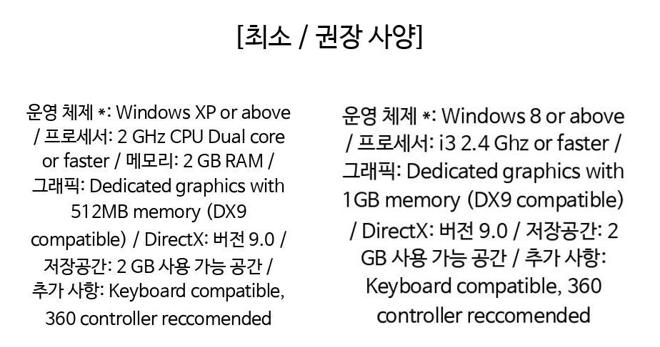 [최소 / 권장 사양]
운영 체제 *: Windows XP or above
/ 프로세서: 2 GHz CPU Dual core
or faster / 메모리: 2 GB RAM /
그래픽: Dedicated graphics with
512MB memory (DX9
compatible) / DirectX: 버전 9.0 /
저장공간: 2 GB 사용 가능 공간 /
추가 사항: Keyboard compatible,
360 controller reccomended
운영 체제 *: Windows 8 or above
/ 프로세서: i3 2.4 Ghz or faster /
그래픽: Dedicated graphics with
1GB memory (DX9 compatible)
/ DirectX: 버전 9.0 / 저장공간: 2
GB 사용 가능 공간 / 추가 사항:
Keyboard compatible, 360
controller reccomended